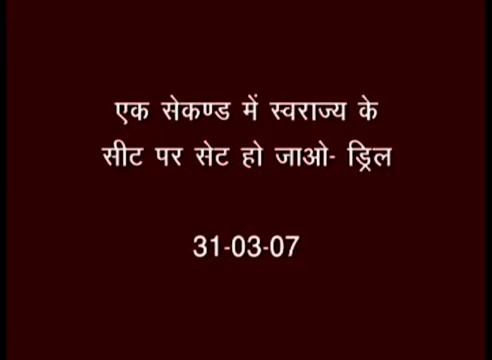 एक सेकण्ड में स्वराज्य के
सीट पर सेट हो जाओ- ड्रिल
31-03-07